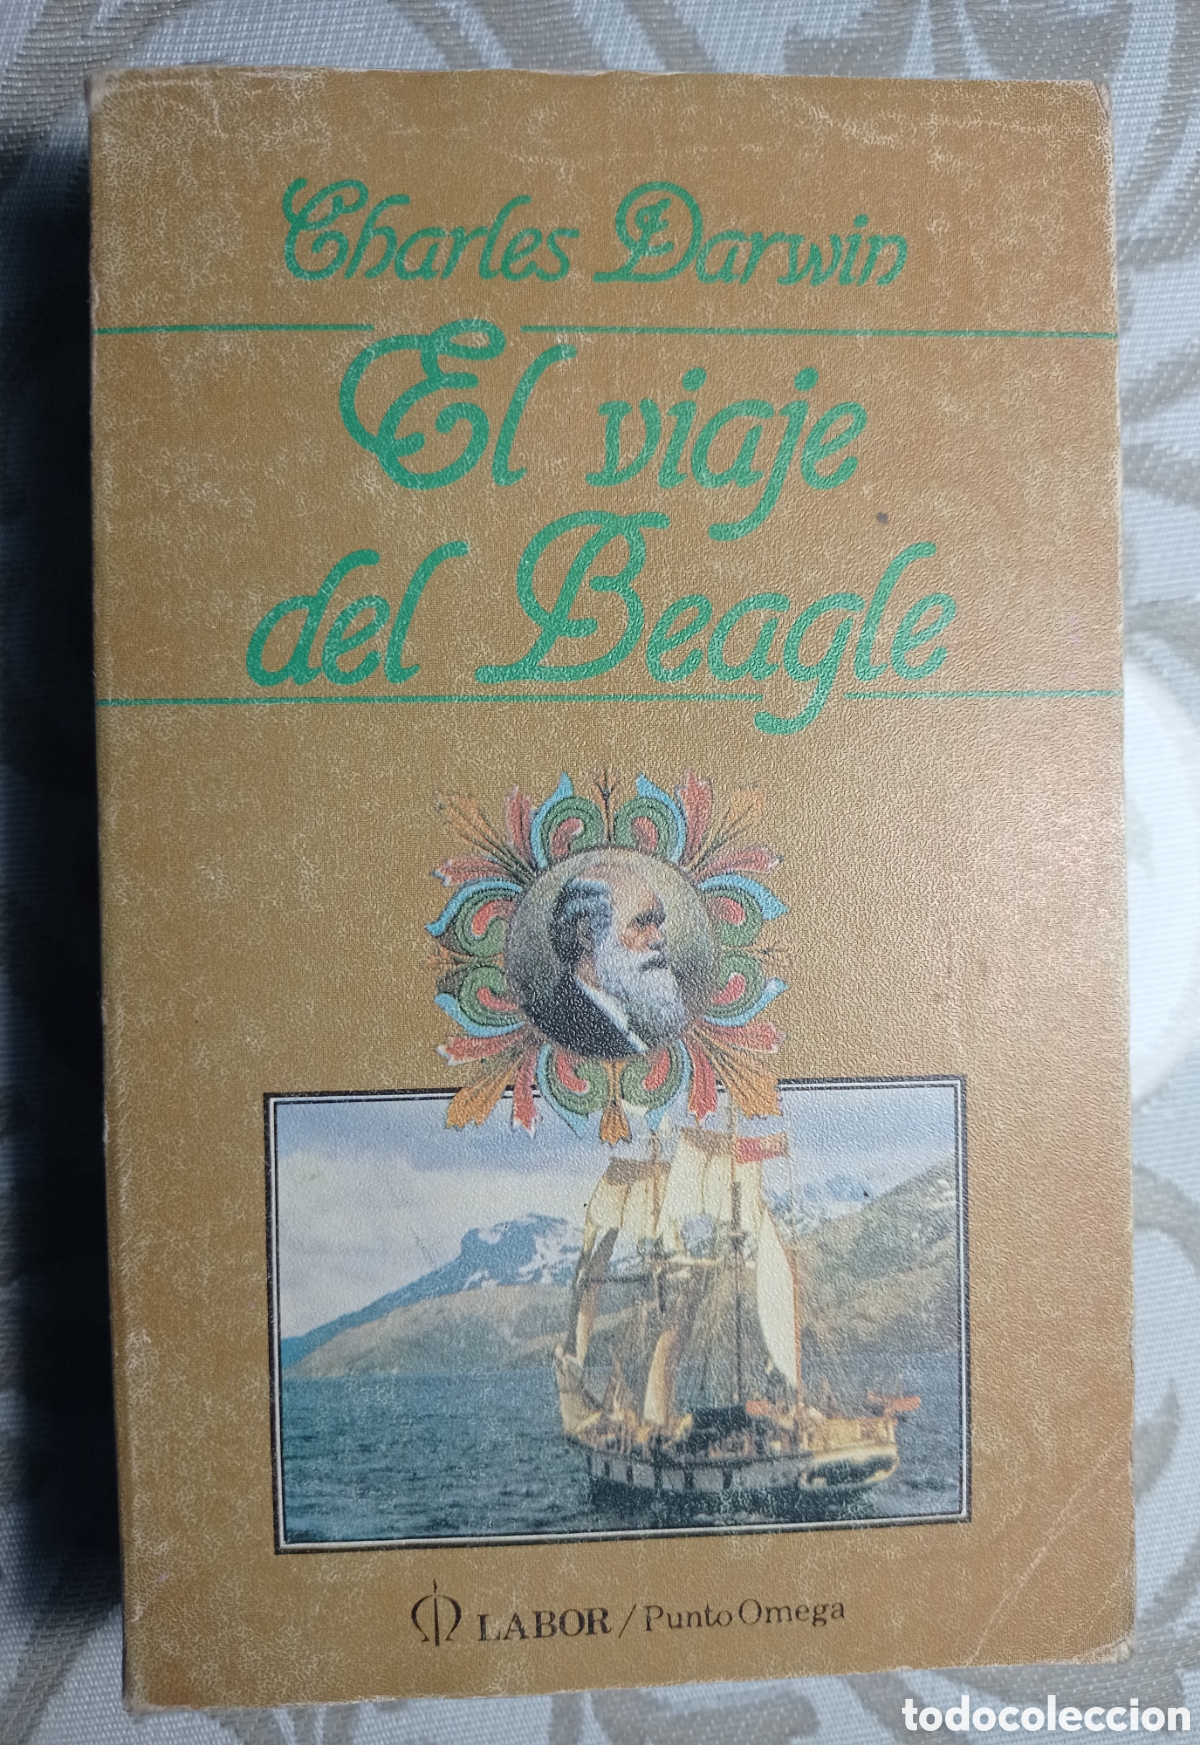 Charles Darwin
El viaje
del Beagle
LABOR / Punto Omega
todocoleccion